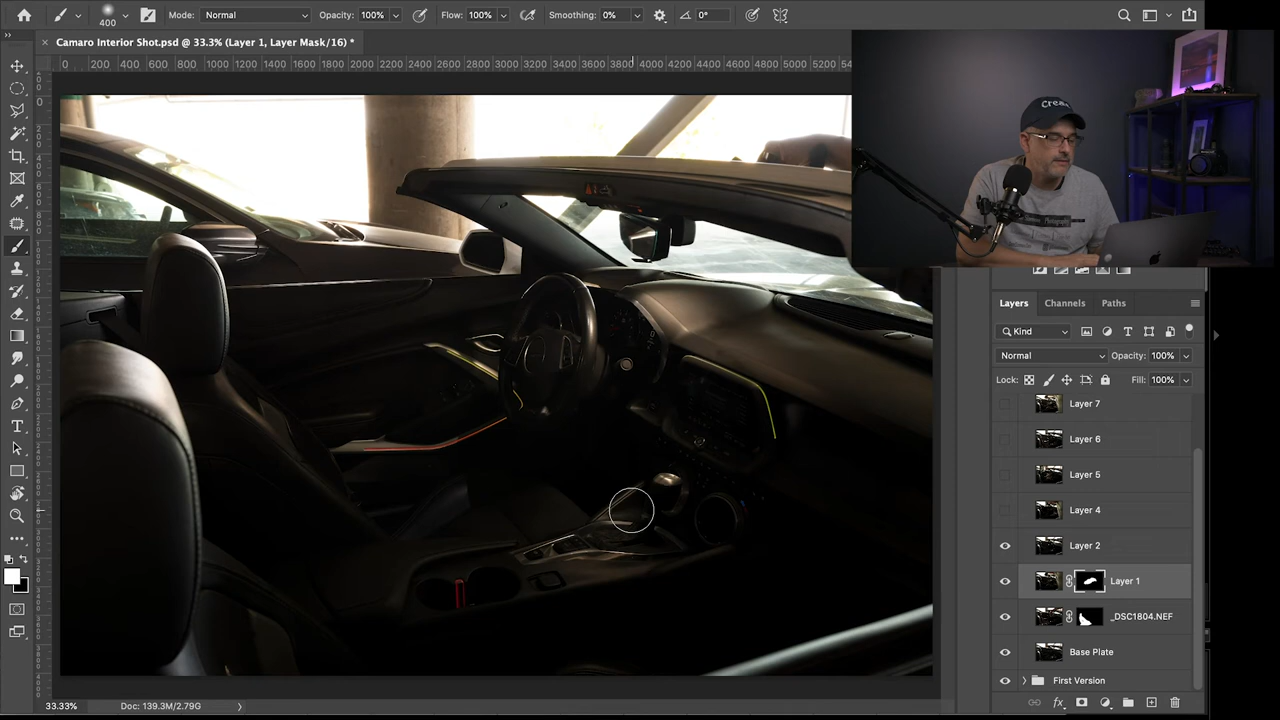 400
Mode: Normal Opacity: 100% Flow: 100% Smoothing: 0% 0°
× Camaro Interior Shot.psd @ 33.3% (Layer 1, Layer Mask/16) *
0 200 400 600 800 1000 1200 1400 1600 1800 2000 2200 2400 2600 2800 3000 3200 3400 3600 3800 4000 4200 4400 4600 4800 5000 5200
Layers Channels Paths
Kind
Normal Opacity: 100%
Lock: Fill: 100%
Layer 7
Layer 6
Layer 5
Layer 4
Layer 2
Layer 1
_DSC1804.NEF
Base Plate
First Version
33.33% Doc: 139.3M/2.79G